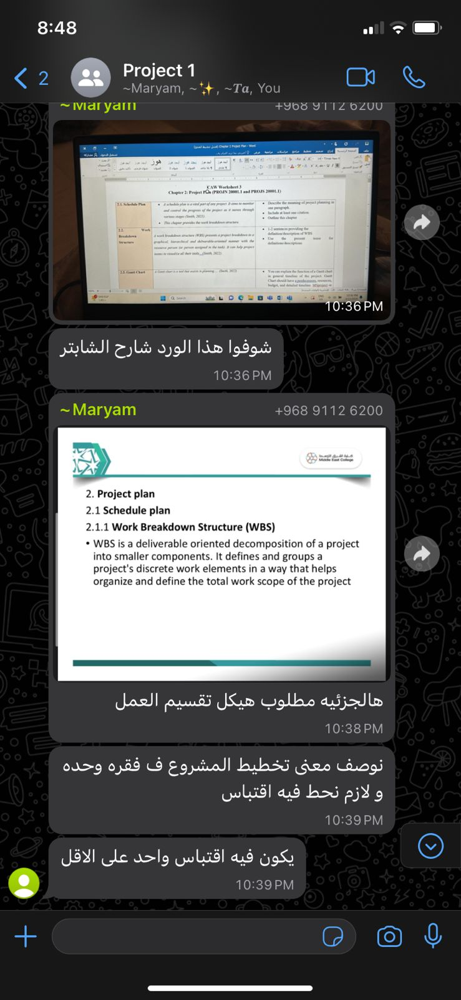 8:48
2
Project 1
~Maryam, ~✨, ~Ta, You
~Maryam +968 9112 6200
CAW Worksheet 3
Chapter 2: Project Plan (PROJN 20001.1 and PROJS 20001.1)
2.1. Schedule Plan
• A schedule plan is a vital part of any project. It aims to monitor
and control the progress of the project as it moves through
various stages (Smith, 2021).
• This chapter provides the work breakdown structure.
• Describe the meaning of project planning in
one paragraph.
• Include at least one citation
• Outline this chapter
2.2. Work
Breakdown
Structure
A work breakdown structure (WBS) presents a project breakdown in a
graphical, hierarchical and deliverable-oriented manner with the
resource person (or person assigned in the task). It can help project
teams to visualize all their tasks (Smith, 2022)
• 1-2 sentences providing the
definition/description of WBS
• Use the present tense for
definitions/descriptions
2.3. Gantt Chart
A Gantt chart is a tool that assists in planning… (Smith, 2022)
• You can explain the function of a Gantt chart
in general timeline of the project. Gantt
Chart should have a predecessors, resources,
budget, and detailed timeline.
Search
10:36 PM
شوفوا هذا الورد شارح الشابتر
10:36 PM
~Maryam +968 9112 6200
كلية الشرق الأوسط
Middle East College
2. Project plan
2.1 Schedule plan
2.1.1 Work Breakdown Structure (WBS)
• WBS is a deliverable oriented decomposition of a project
into smaller components. It defines and groups a
project's discrete work elements in a way that helps
organize and define the total work scope of the project
هالجزئيه مطلوب هيكل تقسيم العمل
10:38 PM
نوصف معنى تخطيط المشروع ف فقره وحده
و لازم نحط فيه اقتباس
10:39 PM
يكون فيه اقتباس واحد على الاقل
10:39 PM